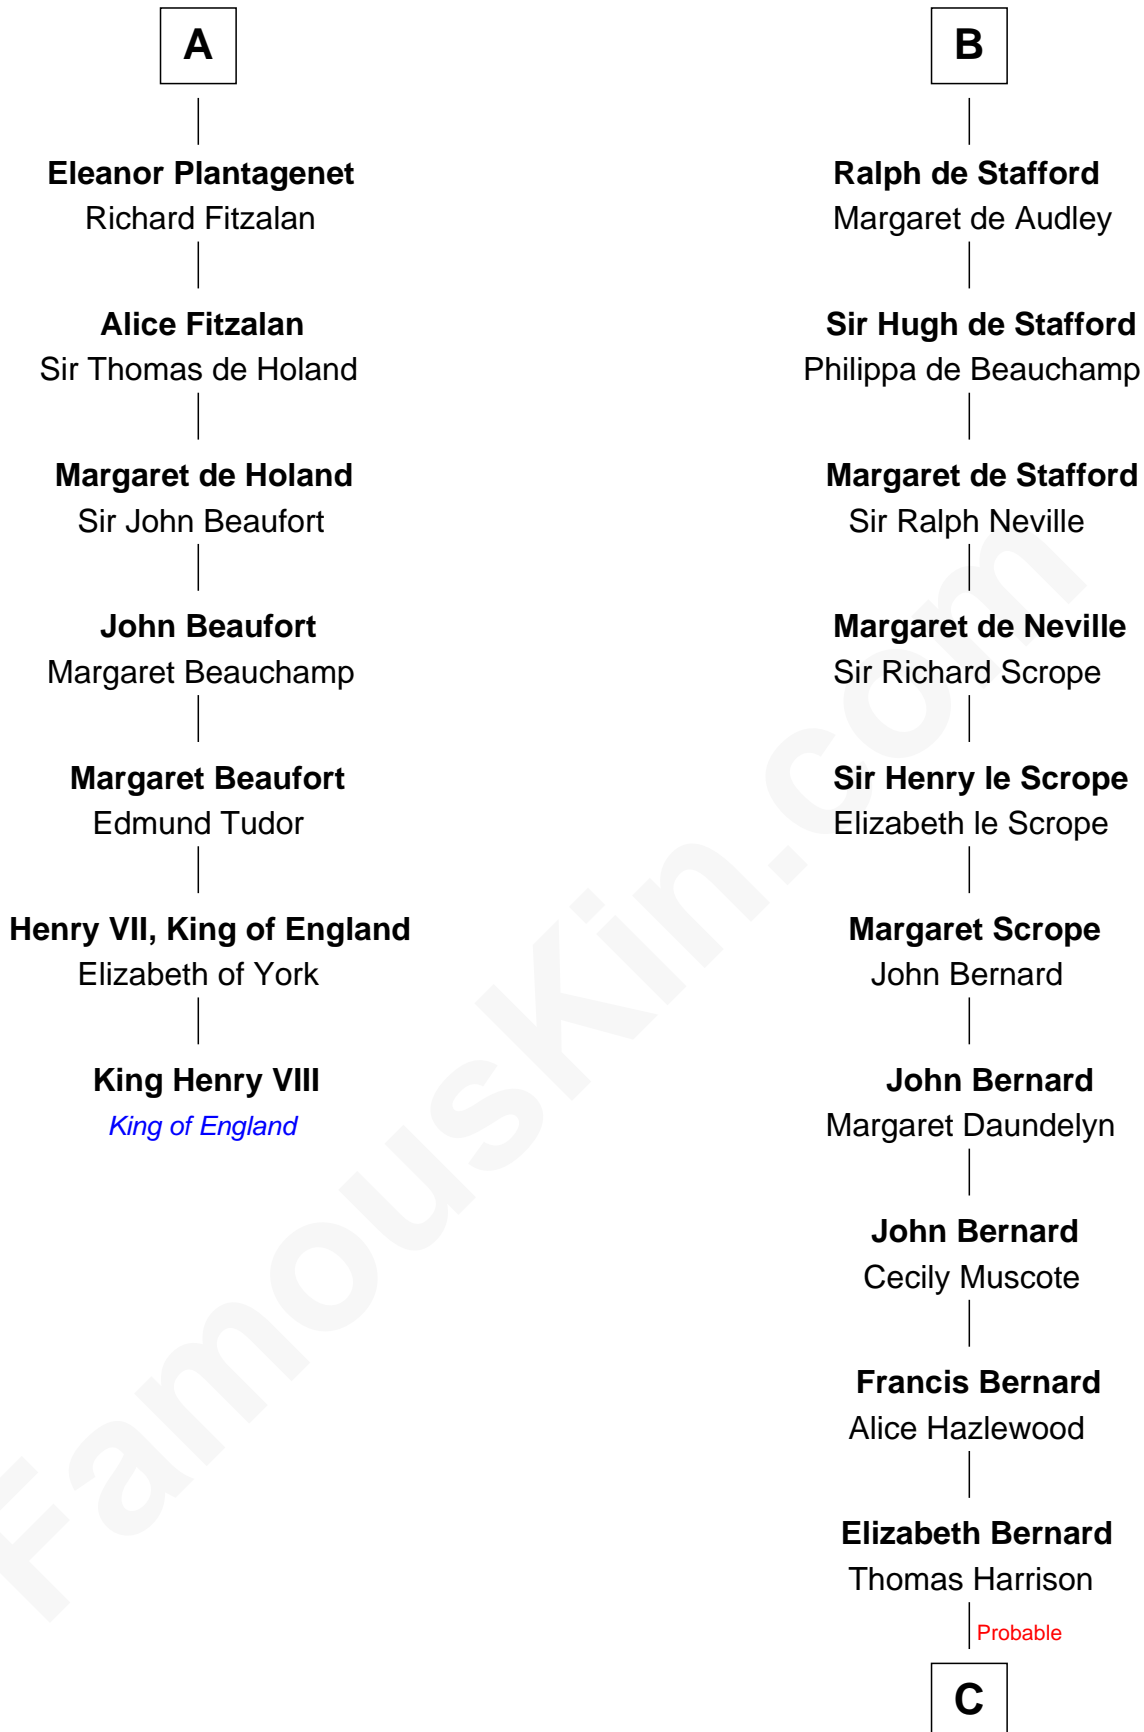 A
Eleanor Plantagenet
Richard Fitzalan
Alice Fitzalan
Sir Thomas de Holand
Margaret de Holand
Sir John Beaufort
John Beaufort
Margaret Beauchamp
Margaret Beaufort
Edmund Tudor
Henry VII, King of England
Elizabeth of York
King Henry VIII
King of England
B
Ralph de Stafford
Margaret de Audley
Sir Hugh de Stafford
Philippa de Beauchamp
Margaret de Stafford
Sir Ralph Neville
Margaret de Neville
Sir Richard Scrope
Sir Henry le Scrope
Elizabeth le Scrope
Margaret Scrope
John Bernard
John Bernard
Margaret Daundelyn
John Bernard
Cecily Muscote
Francis Bernard
Alice Hazlewood
Elizabeth Bernard
Thomas Harrison
Probable
C
FamousKin.com